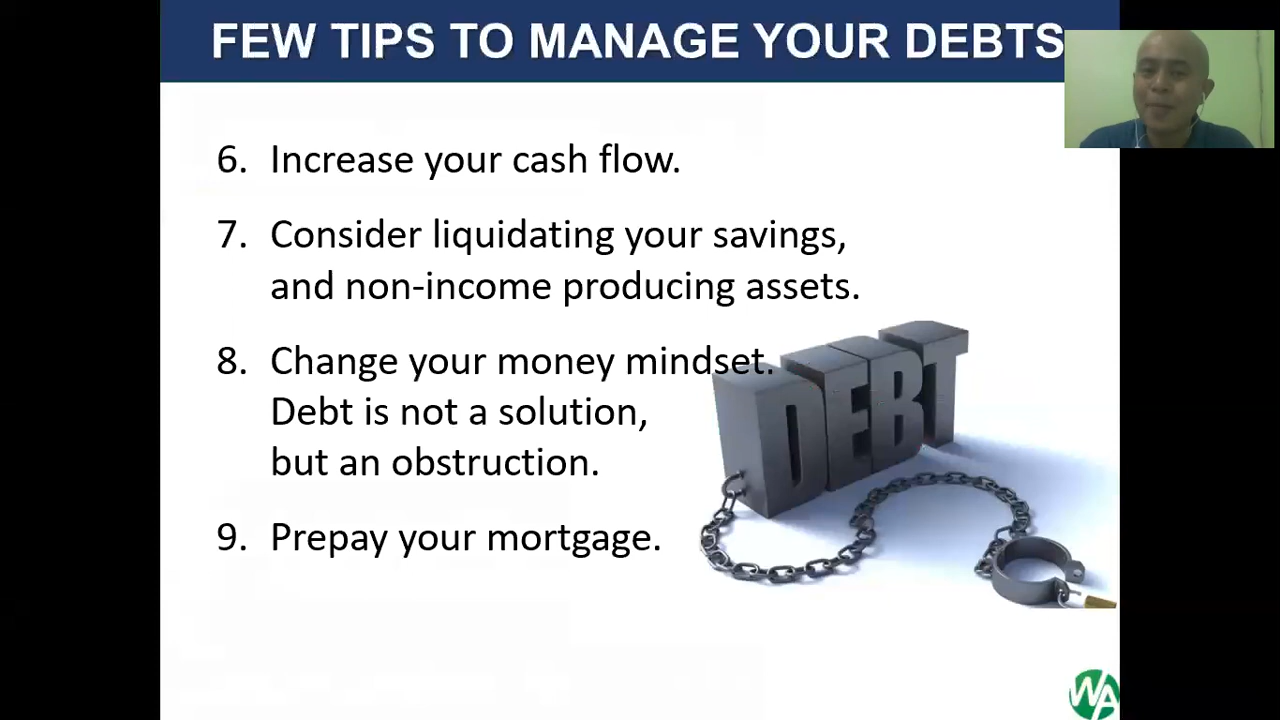 FEW TIPS TO MANAGE YOUR DEBTS
6. Increase your cash flow.
7. Consider liquidating your savings,
and non-income producing assets.
8. Change your money mindset.
Debt is not a solution,
but an obstruction.
9. Prepay your mortgage.
DEBT
WA